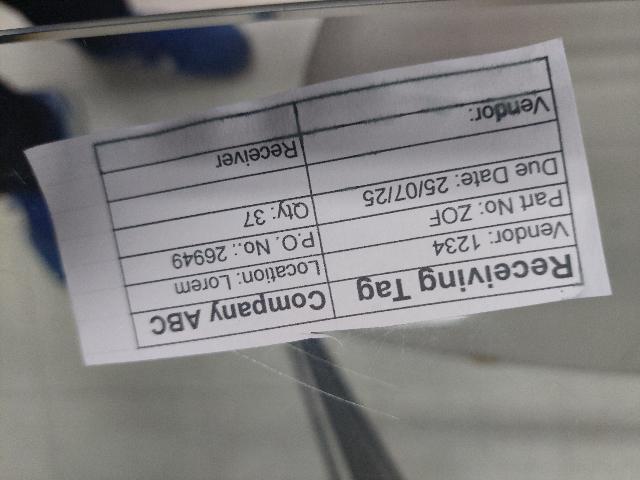 Receiving Tag Company ABC
Vendor: 1234 Location: Lorem
Part No: ZOF P.O. No.: 26949
Due Date: 25/07/25 Qty: 37
Vendor: Receiver